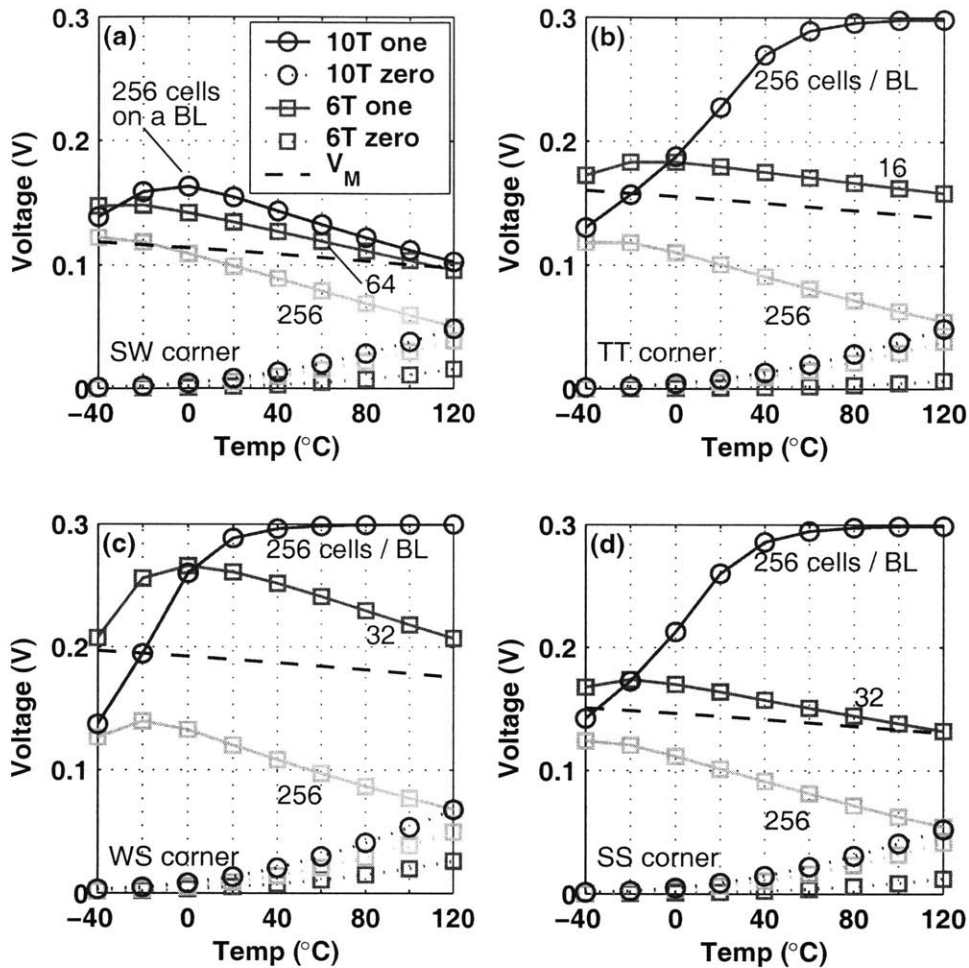 (a)
10T one
10T zero
6T one
6T zero
V_M
256 cells
on a BL
64
256
SW corner
Voltage (V)
0.3
0.2
0.1
0
−40 0 40 80 120
Temp (°C)
(b)
256 cells / BL
16
256
TT corner
Voltage (V)
0.3
0.2
0.1
0
−40 0 40 80 120
Temp (°C)
(c)
256 cells / BL
32
256
WS corner
Voltage (V)
0.3
0.2
0.1
0
−40 0 40 80 120
Temp (°C)
(d)
256 cells / BL
32
256
SS corner
Voltage (V)
0.3
0.2
0.1
0
−40 0 40 80 120
Temp (°C)